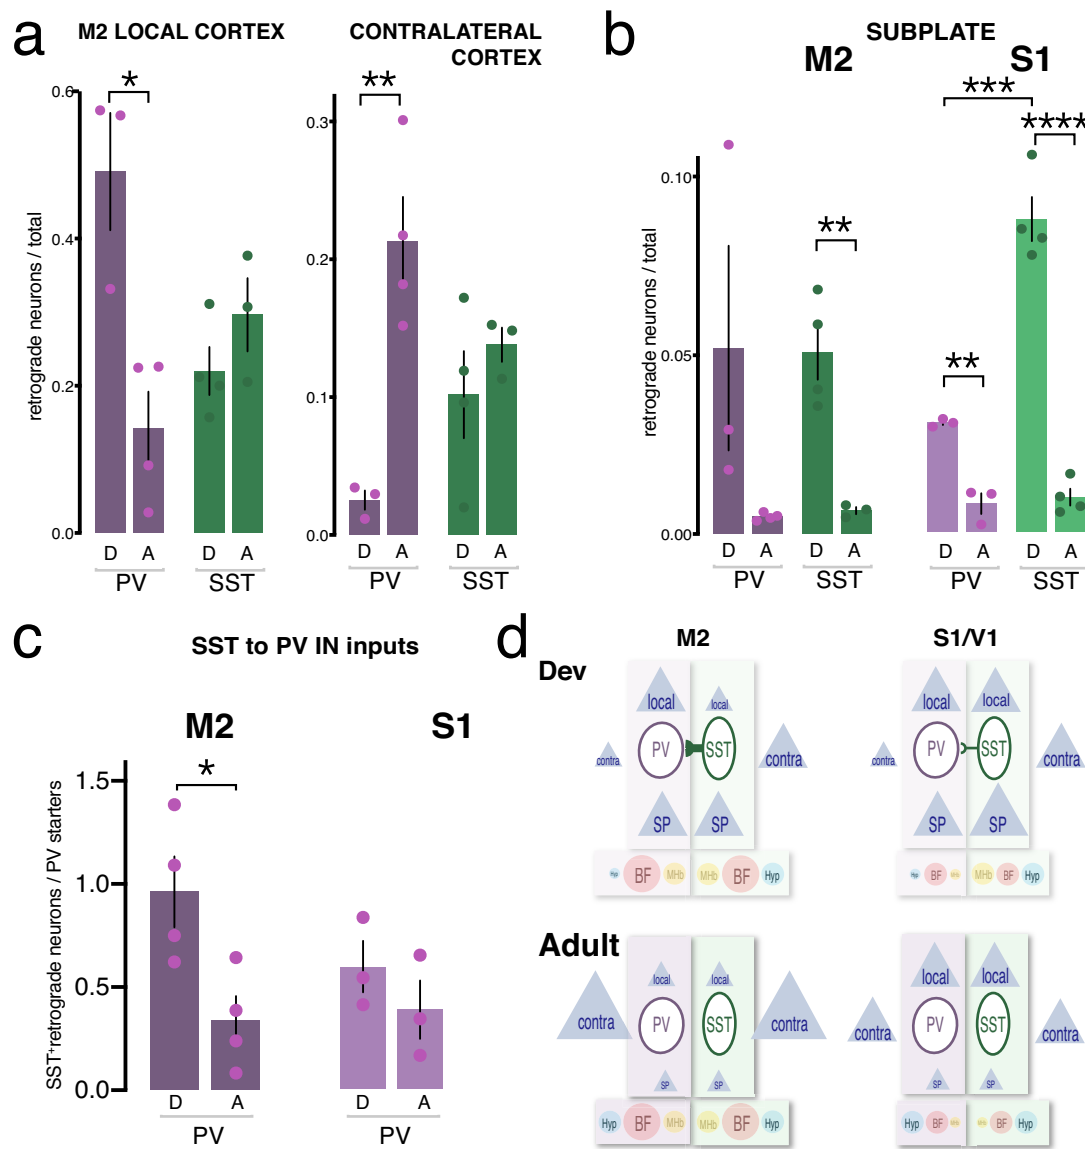 a
M2 LOCAL CORTEX
CONTRALATERAL
CORTEX
*
**
retrograde neurons / total
0.6
0.4
0.2
0.0
0.3
0.2
0.1
0.0
D A D A
PV SST
D A D A
PV SST
b
SUBPLATE
M2 S1
***
****
**
**
retrograde neurons / total
0.10
0.05
0.00
D A D A
PV SST
D A D A
PV SST
c
SST to PV IN inputs
M2 S1
*
SST+retrograde neurons / PV starters
1.5
1.0
0.5
0.0
D A
PV
D A
PV
d
M2 S1/V1
Dev
local local
PV SST
contra contra
SP SP
Hyp BF MHb MHb BF Hyp
local local
PV SST
contra contra
SP SP
Hyp BF MHb MHb BF Hyp
Adult
local local
contra PV SST contra
SP SP
Hyp BF MHb MHb BF Hyp
local local
contra PV SST contra
SP SP
Hyp BF MHb MHb BF Hyp